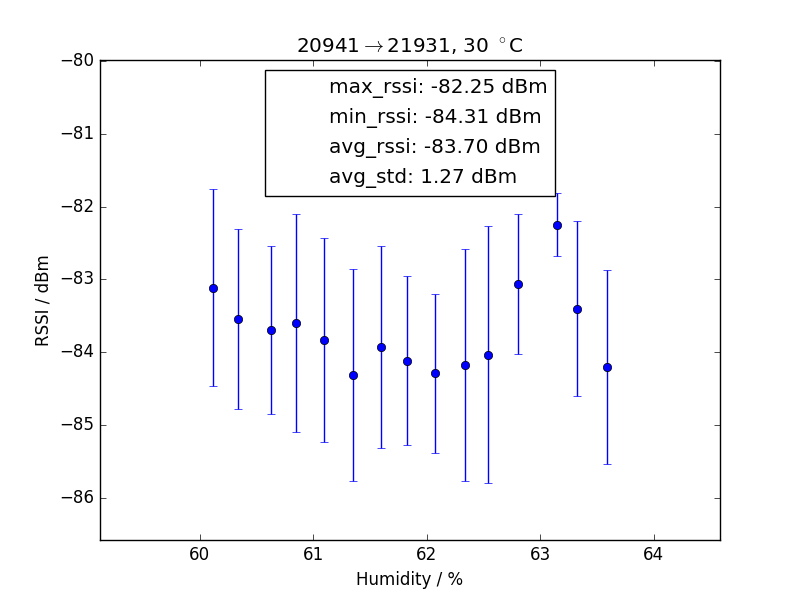 20941→21931, 30 °C
max_rssi: -82.25 dBm
min_rssi: -84.31 dBm
avg_rssi: -83.70 dBm
avg_std: 1.27 dBm
−80
−81
−82
−83
−84
−85
−86
RSSI / dBm
60 61 62 63 64
Humidity / %